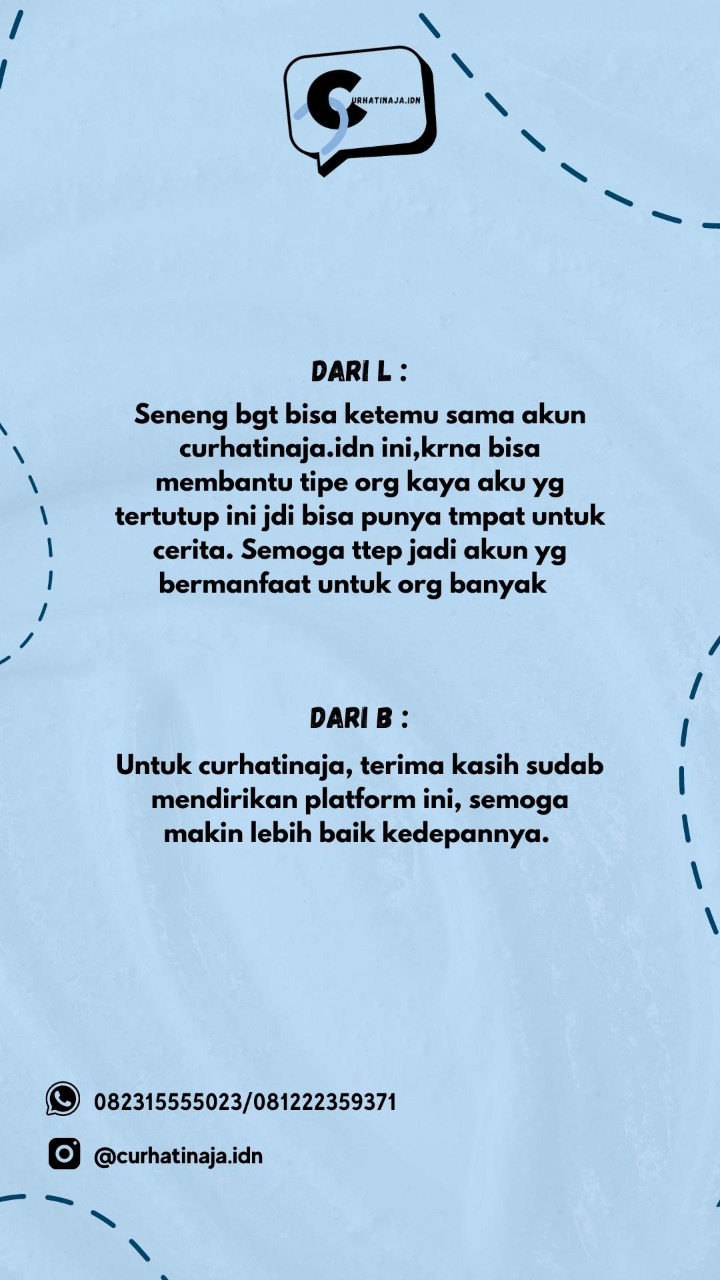 CURHATINAJA.IDN
DARI L :
Seneng bgt bisa ketemu sama akun
curhatinaja.idn ini,krna bisa
membantu tipe org kaya aku yg
tertutup ini jdi bisa punya tmpat untuk
cerita. Semoga ttep jadi akun yg
bermanfaat untuk org banyak
DARI B :
Untuk curhatinaja, terima kasih sudab
mendirikan platform ini, semoga
makin lebih baik kedepannya.
082315555023/081222359371
@curhatinaja.idn